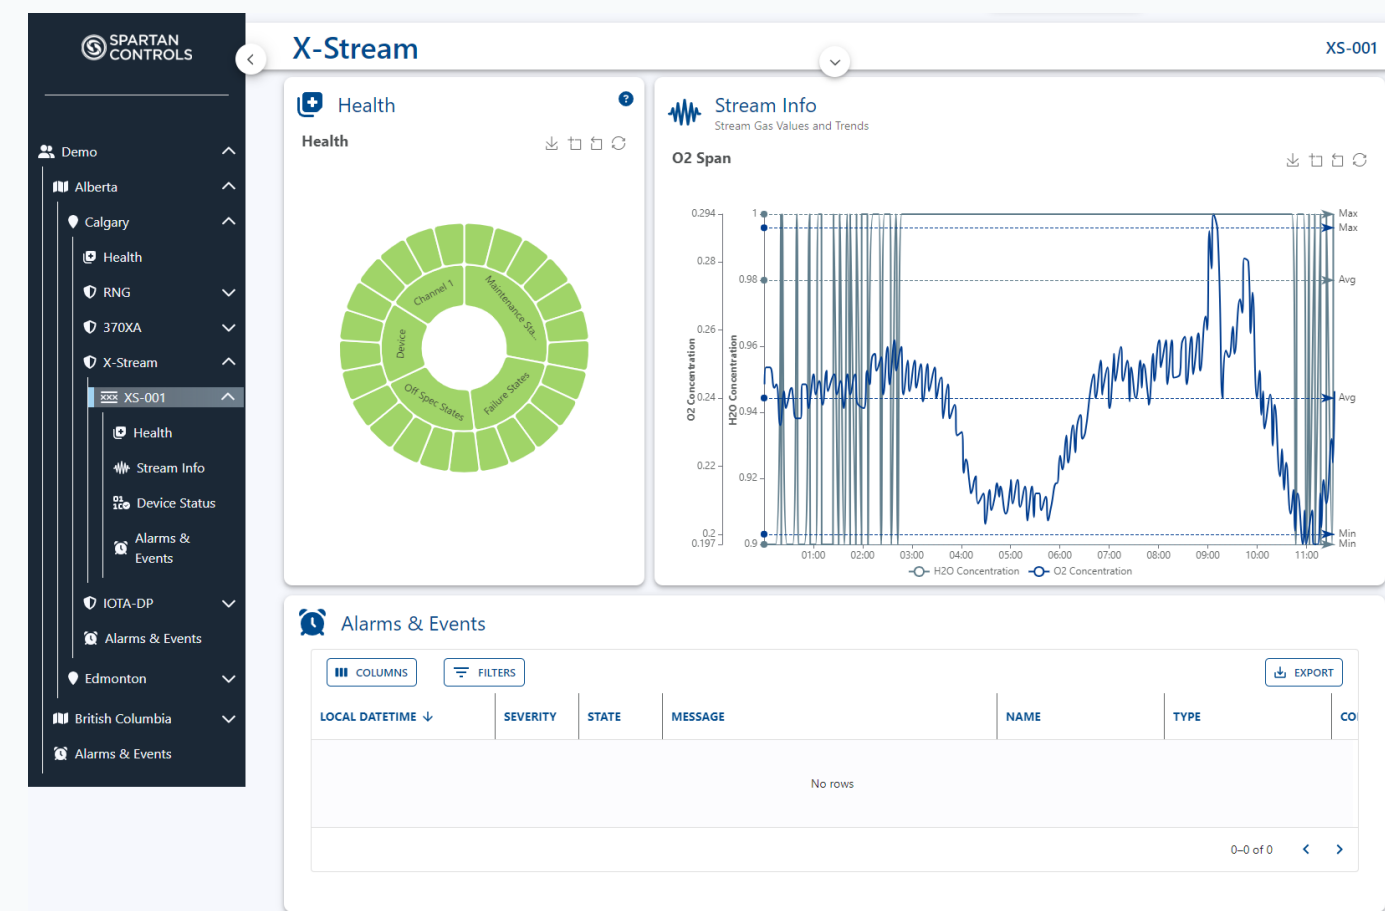 SPARTAN
CONTROLS
Demo
Alberta
Calgary
Health
RNG
370XA
X-Stream
XS-001
Health
Stream Info
Device Status
Alarms &
Events
IOTA-DP
Alarms & Events
Edmonton
British Columbia
Alarms & Events
X-Stream
XS-001
Health
Health
Channel 1
Maintenance Sta...
Device
Off Spec States
Failure States
Stream Info
Stream Gas Values and Trends
O2 Span
0.294
0.28
0.26
0.24
0.22
0.2
0.197
O2 Concentration
1
0.98
0.96
0.94
0.92
0.9
H2O Concentration
Max
Max
Avg
Avg
Min
Min
01:00 02:00 03:00 04:00 05:00 06:00 07:00 08:00 09:00 10:00 11:00
H2O Concentration O2 Concentration
Alarms & Events
COLUMNS FILTERS EXPORT
LOCAL DATETIME SEVERITY STATE MESSAGE NAME TYPE CO
No rows
0–0 of 0